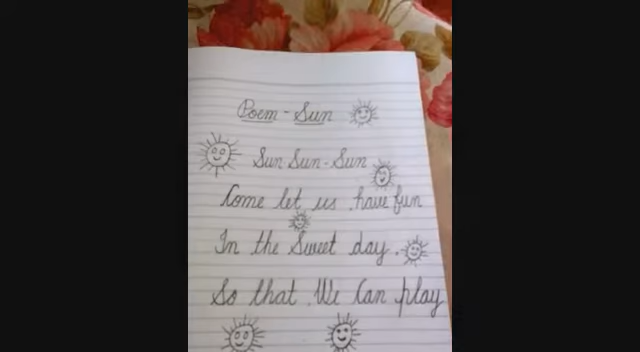 Poem - Sun
Sun Sun - Sun
Come let us have fun
In the Sweet day.
So that We Can play